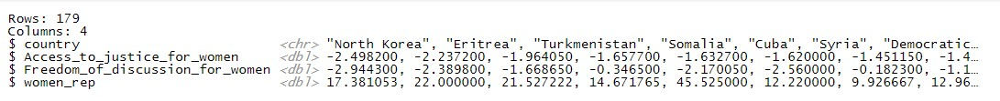 Rows: 179
Columns: 4
$ country <chr> "North Korea", "Eritrea", "Turkmenistan", "Somalia", "Cuba", "Syria", "Democratic…
$ Access_to_justice_for_women <dbl> -2.498200, -2.237200, -1.964050, -1.657700, -1.632700, -1.620000, -1.451150, -1.4…
$ Freedom_of_discussion_for_women <dbl> -2.944300, -2.389800, -1.668650, -0.346500, -2.170050, -2.560000, -0.182300, -1.1…
$ women_rep <dbl> 17.381053, 22.000000, 21.527222, 14.671765, 45.525000, 12.220000, 9.926667, 12.96…